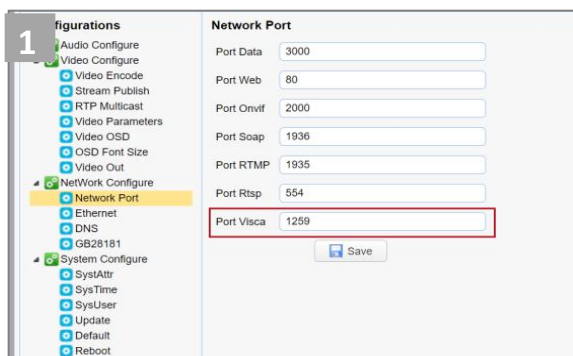 1
figurations
Audio Configure
Video Configure
Video Encode
Stream Publish
RTP Multicast
Video Parameters
Video OSD
OSD Font Size
Video Out
NetWork Configure
Network Port
Ethernet
DNS
GB28181
System Configure
SystAttr
SysTime
SysUser
Update
Default
Reboot
Network Port
Port Data 3000
Port Web 80
Port Onvif 2000
Port Soap 1936
Port RTMP 1935
Port Rtsp 554
Port Visca 1259
Save